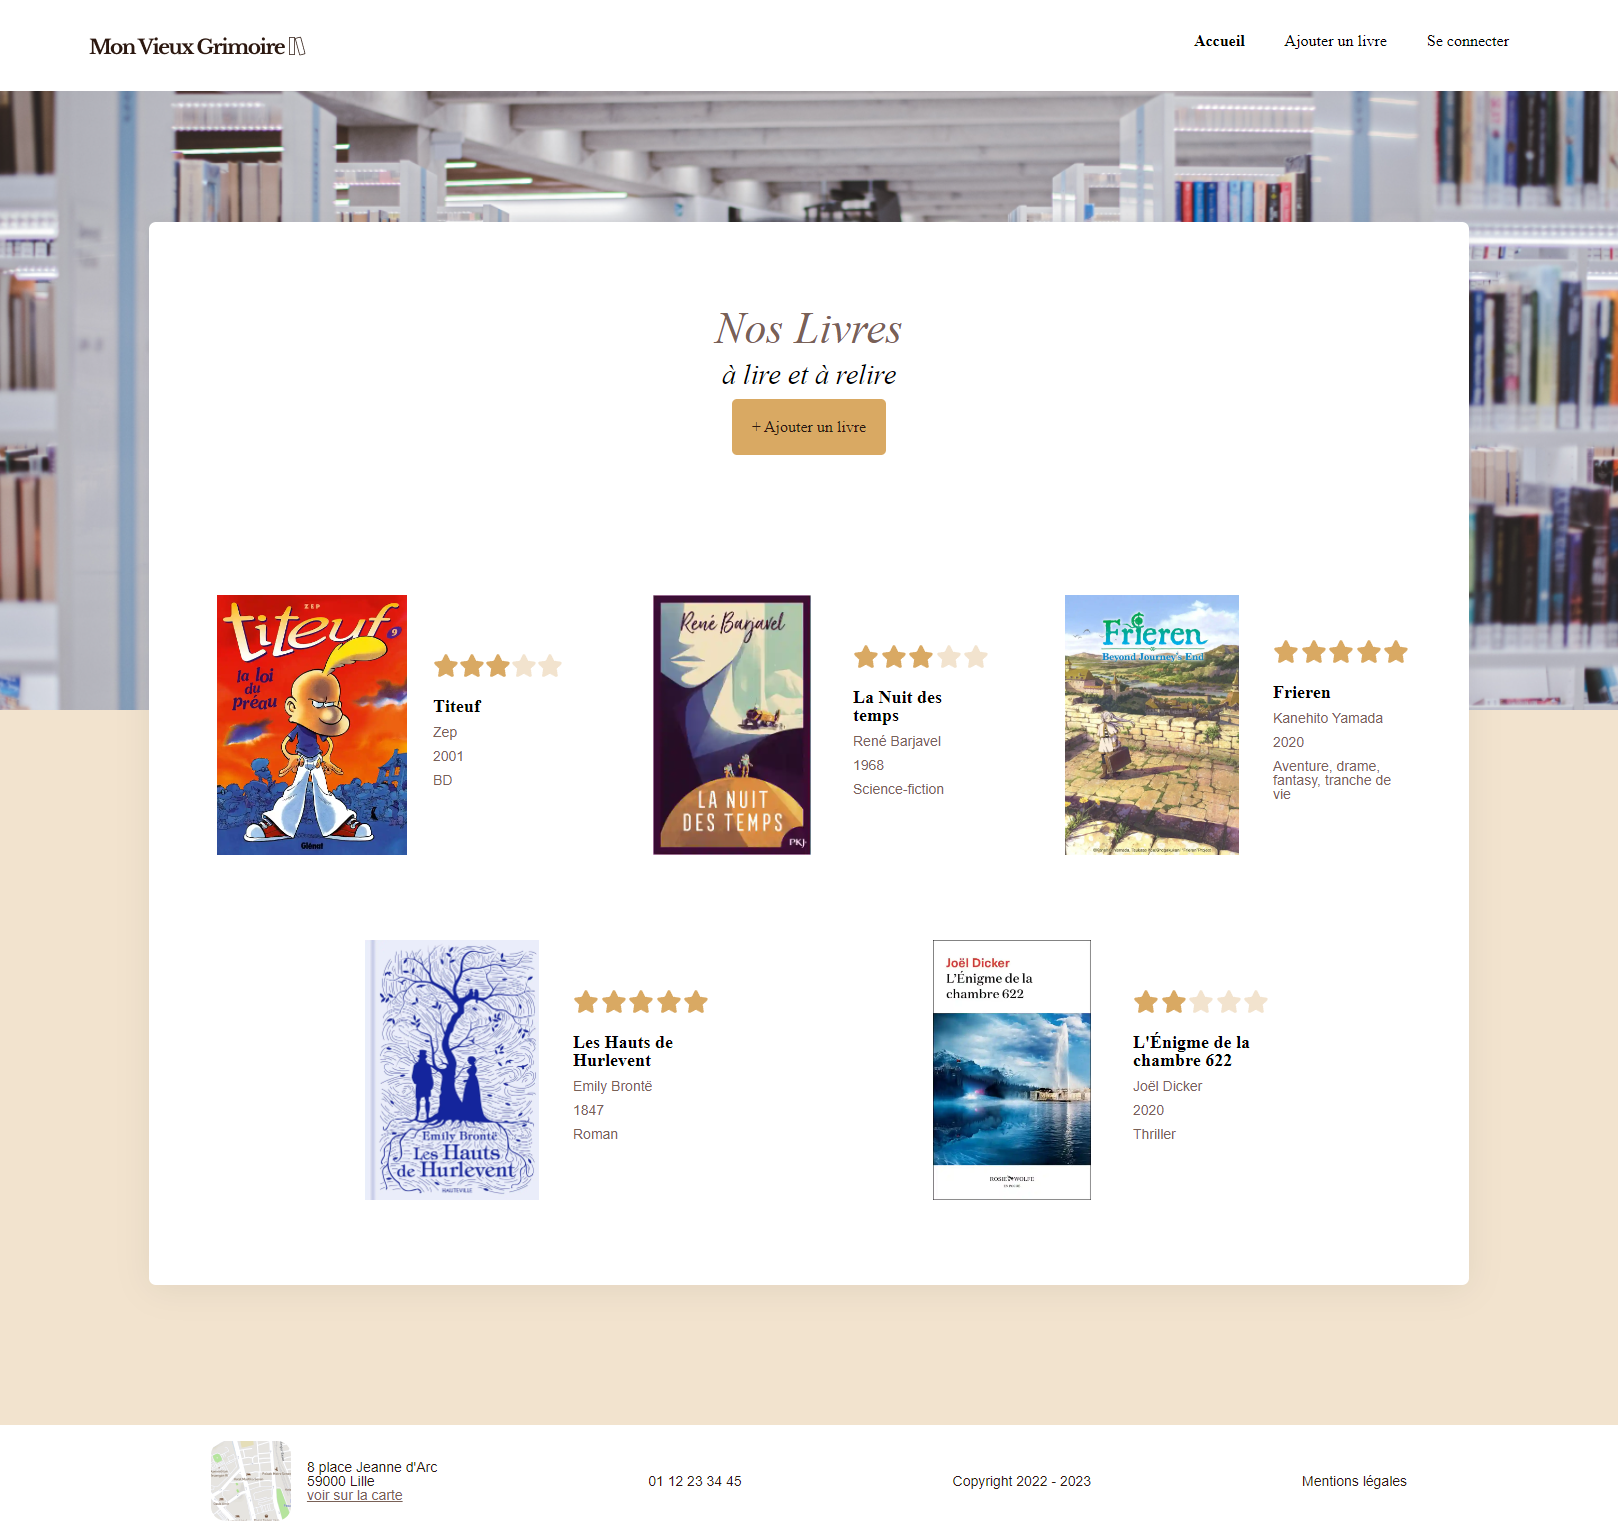 Mon Vieux Grimoire
Accueil
Ajouter un livre
Se connecter
Nos Livres
à lire et à relire
+ Ajouter un livre
ZEP
titeuf
9
la loi
du
préau
Glénat
Titeuf
Zep
2001
BD
René Barjavel
LA NUIT
DES TEMPS
PKJ
La Nuit des
temps
René Barjavel
1968
Science-fiction
Frieren
Beyond Journey's End
Frieren
Kanehito Yamada
2020
Aventure, drame,
fantasy, tranche de
vie
Emily Brontë
Les Hauts
de Hurlevent
HAUTEVILLE
Les Hauts de
Hurlevent
Emily Brontë
1847
Roman
Joël Dicker
L'Énigme de la
chambre 622
ROSIE WOLFE
L'Énigme de la
chambre 622
Joël Dicker
2020
Thriller
8 place Jeanne d'Arc
59000 Lille
voir sur la carte
01 12 23 34 45
Copyright 2022 - 2023
Mentions légales